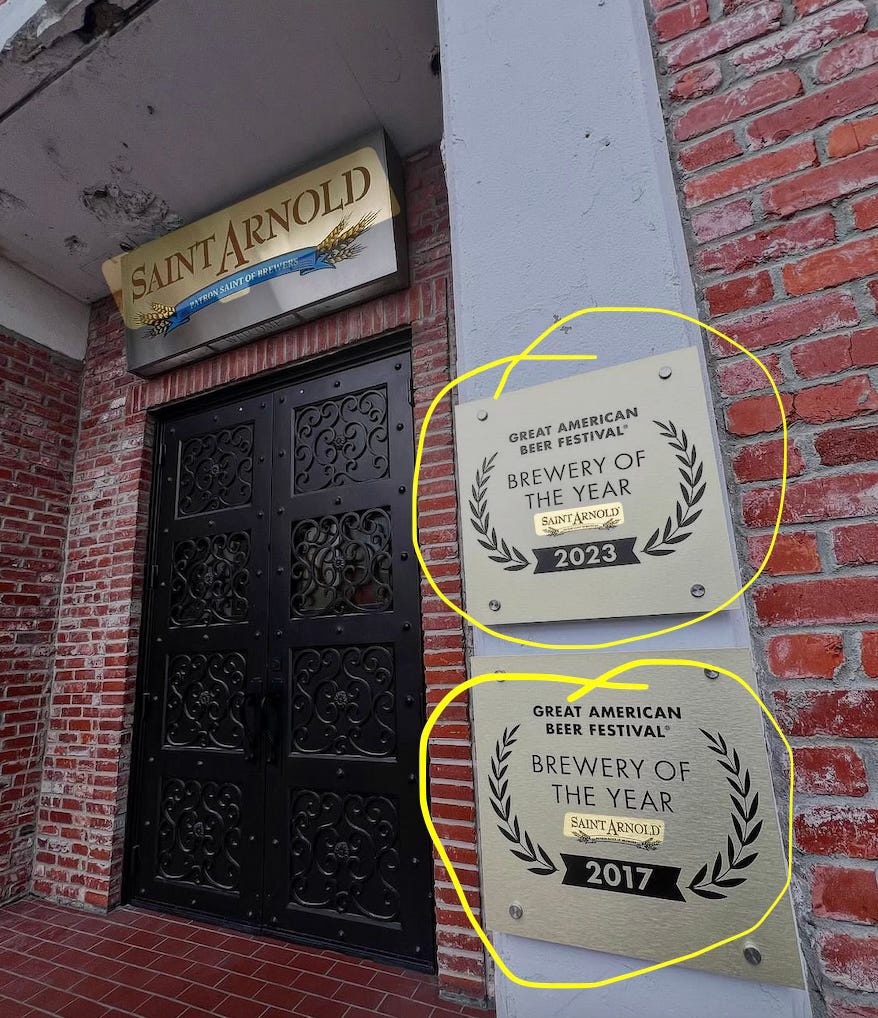 SAINT ARNOLD
PATRON SAINT OF BREWERS
GREAT AMERICAN
BEER FESTIVAL®
BREWERY OF
THE YEAR
SAINT ARNOLD
2023
GREAT AMERICAN
BEER FESTIVAL®
BREWERY OF
THE YEAR
SAINT ARNOLD
2017